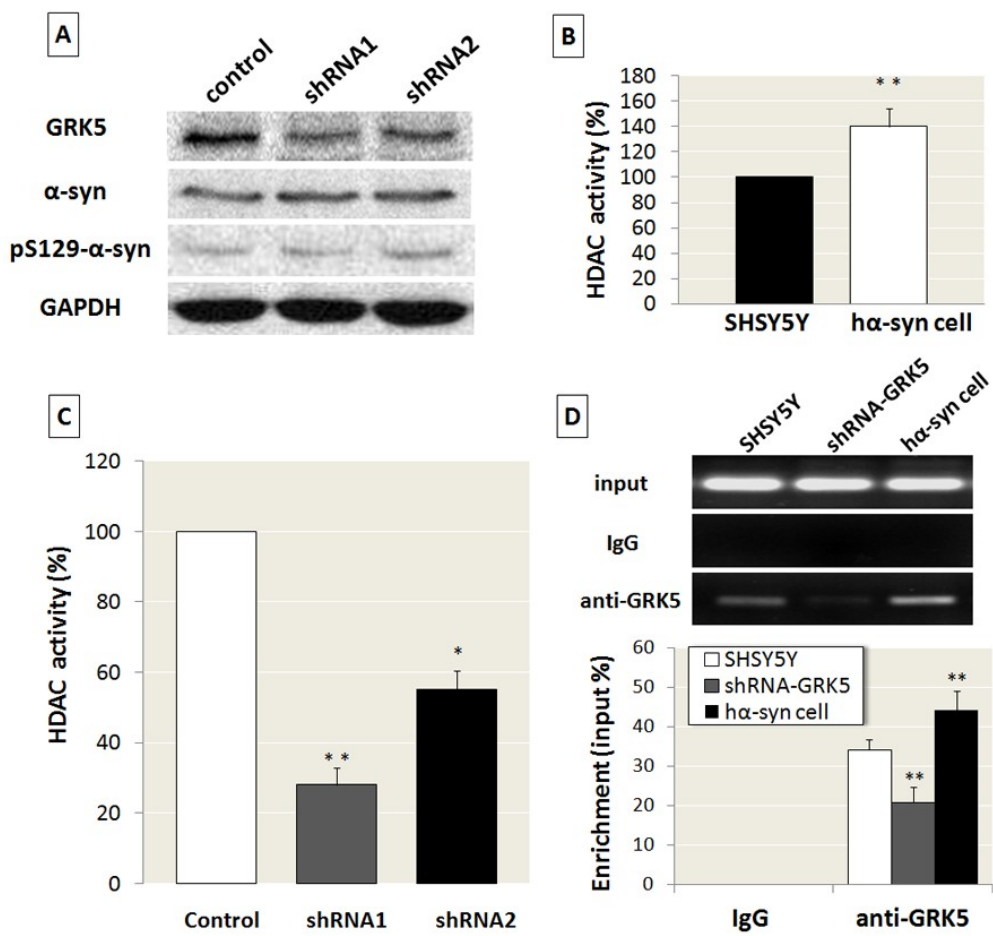 A
control shRNA1 shRNA2
GRK5
α-syn
pS129-α-syn
GAPDH
B
HDAC activity (%)
180
160
140
120
100
80
60
40
20
0
* *
SHSY5Y hα-syn cell
C
HDAC activity (%)
120
100
80
60
40
20
0
* *
*
Control shRNA1 shRNA2
D
SHSY5Y shRNA-GRK5 hα-syn cell
input
IgG
anti-GRK5
Enrichment (input %)
60
50
40
30
20
10
0
SHSY5Y
shRNA-GRK5
hα-syn cell
**
**
IgG anti-GRK5